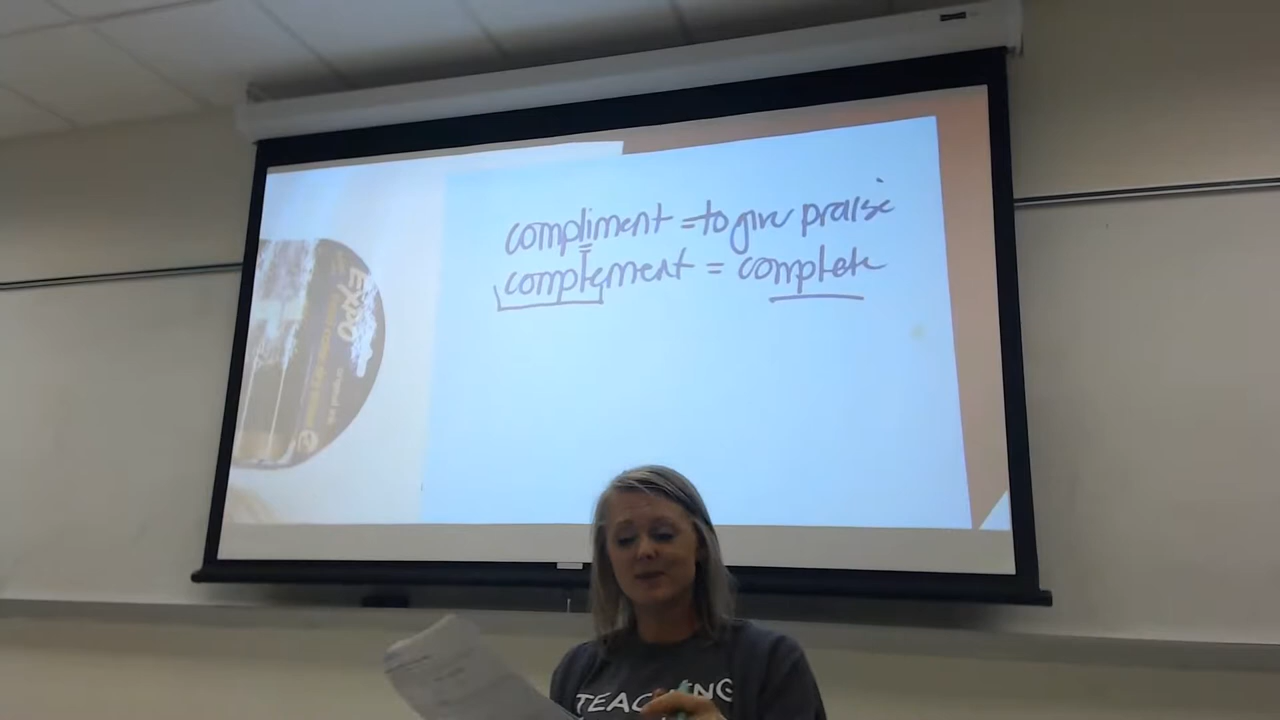 compliment = to give praise
complement = complete
EXPO
TEACHING